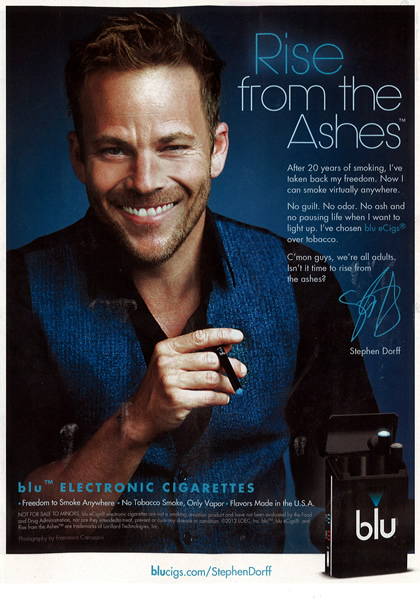 Rise
from the
Ashes™
After 20 years of smoking, I've
taken back my freedom. Now I
can smoke virtually anywhere.
No guilt. No odor. No ash and
no pausing life when I want to
light up. I've chosen blu eCigs®
over tobacco.
C'mon guys, we're all adults.
Isn't it time to rise from
the ashes?
Stephen Dorff
blu™ ELECTRONIC CIGARETTES
• Freedom to Smoke Anywhere • No Tobacco Smoke, Only Vapor • Flavors Made in the U.S.A.
NOT FOR SALE TO MINORS. blu eCigs® electronic cigarettes are not a smoking cessation product and have not been evaluated by the Food
and Drug Administration, nor are they intended to treat, prevent or cure any disease or condition. ©2013 LOEC, Inc. blu™, blu eCigs® and
Rise from the Ashes™ are trademarks of Lorillard Technologies, Inc.
Photography by Francesco Carrozzini
blu
blucigs.com/StephenDorff